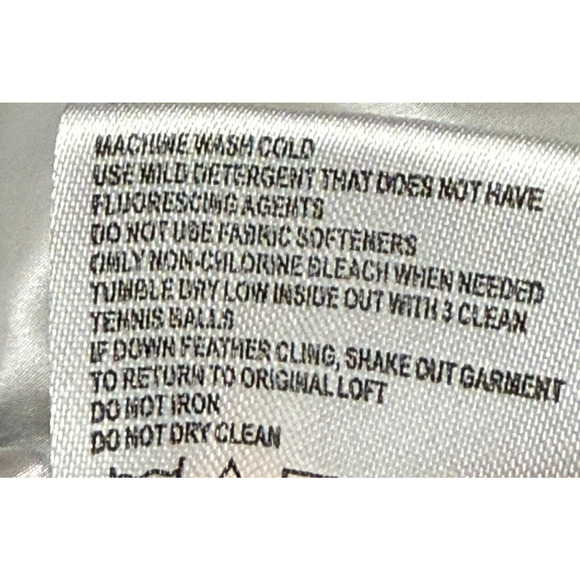 MACHINE WASH COLD
USE MILD DETERGENT THAT DOES NOT HAVE
FLUORESCING AGENTS
DO NOT USE FABRIC SOFTENERS
ONLY NON-CHLORINE BLEACH WHEN NEEDED
TUMBLE DRY LOW INSIDE OUT WITH 3 CLEAN
TENNIS BALLS
IF DOWN FEATHER CLING, SHAKE OUT GARMENT
TO RETURN TO ORIGINAL LOFT
DO NOT IRON
DO NOT DRY CLEAN